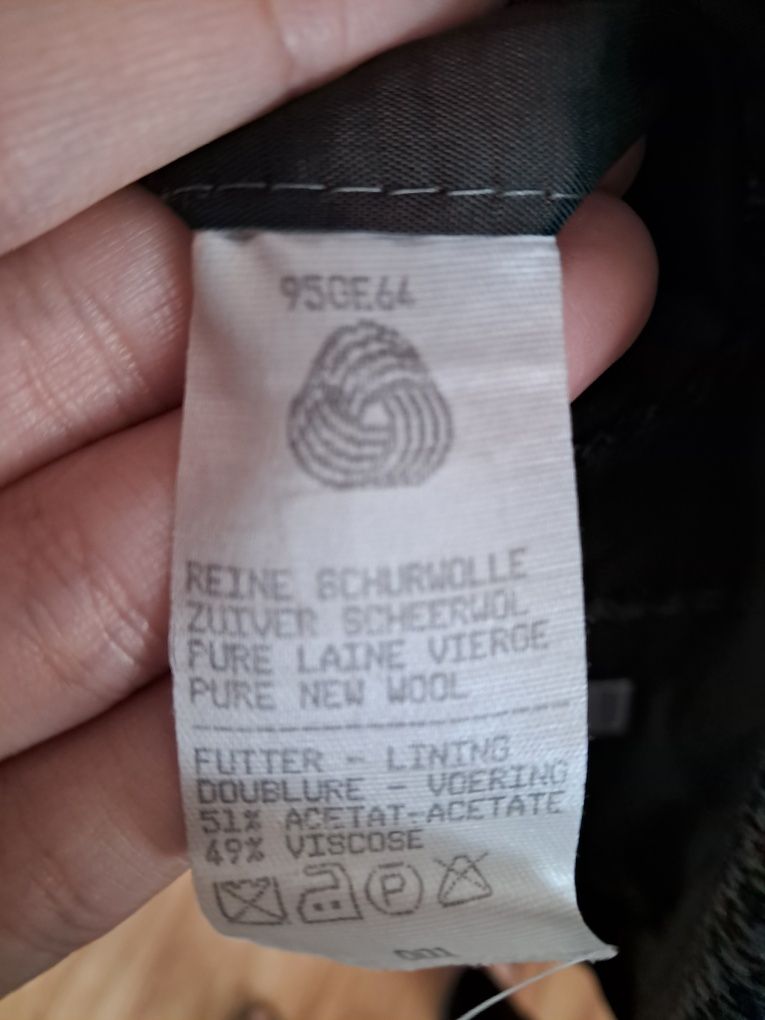 95GE64
REINE SCHURWOLLE
ZUIVER SCHEERWOL
PURE LAINE VIERGE
PURE NEW WOOL
FUTTER - LINING
DOUBLURE - VOERING
51% ACETAT-ACETATE
49% VISCOSE
P
001